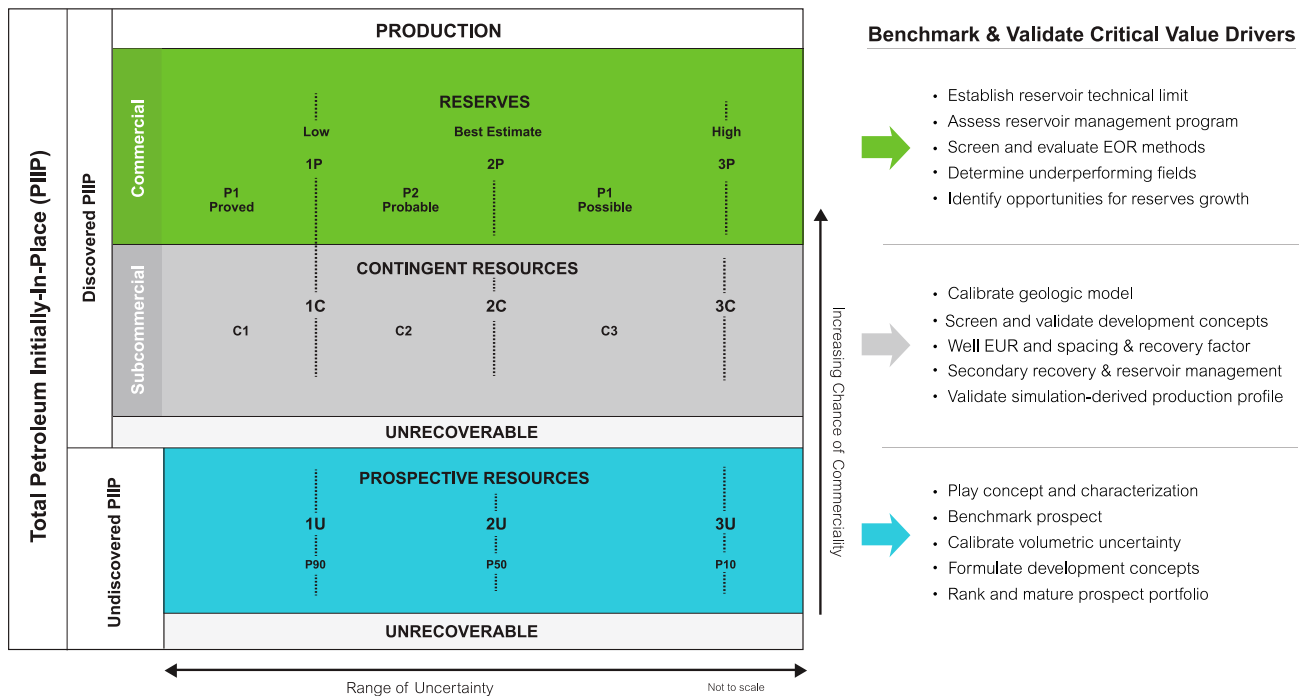 Total Petroleum Initially-In-Place (PIIP)
Discovered PIIP
Undiscovered PIIP
PRODUCTION
Commercial
RESERVES
Low
Best Estimate
High
1P
2P
3P
P1
Proved
P2
Probable
P1
Possible
Subcommercial
CONTINGENT RESOURCES
1C
2C
3C
C1
C2
C3
UNRECOVERABLE
PROSPECTIVE RESOURCES
1U
2U
3U
P90
P50
P10
UNRECOVERABLE
Range of Uncertainty
Not to scale
Increasing Chance of Commerciality
Benchmark & Validate Critical Value Drivers
• Establish reservoir technical limit
• Assess reservoir management program
• Screen and evaluate EOR methods
• Determine underperforming fields
• Identify opportunities for reserves growth
• Calibrate geologic model
• Screen and validate development concepts
• Well EUR and spacing & recovery factor
• Secondary recovery & reservoir management
• Validate simulation-derived production profile
• Play concept and characterization
• Benchmark prospect
• Calibrate volumetric uncertainty
• Formulate development concepts
• Rank and mature prospect portfolio